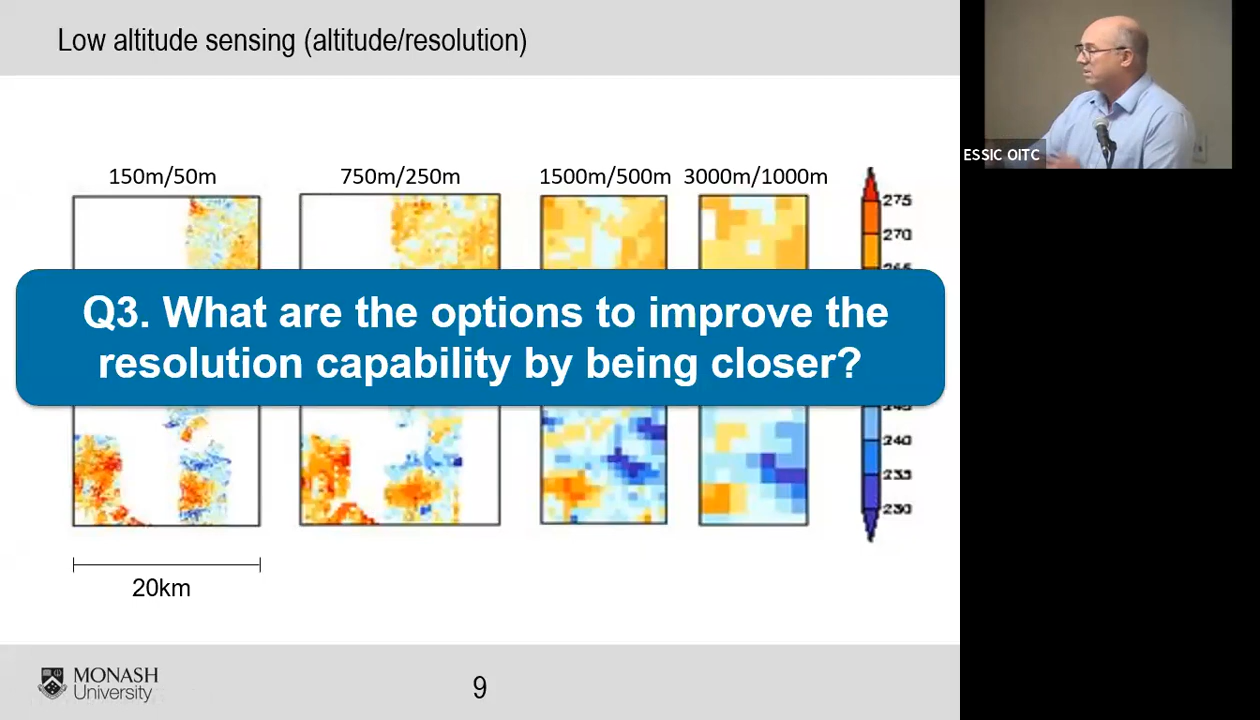 Low altitude sensing (altitude/resolution)
ESSIC OITC
150m/50m 750m/250m 1500m/500m 3000m/1000m
275
270
265
Q3. What are the options to improve the
resolution capability by being closer?
240
235
230
20km
MONASH
University
9